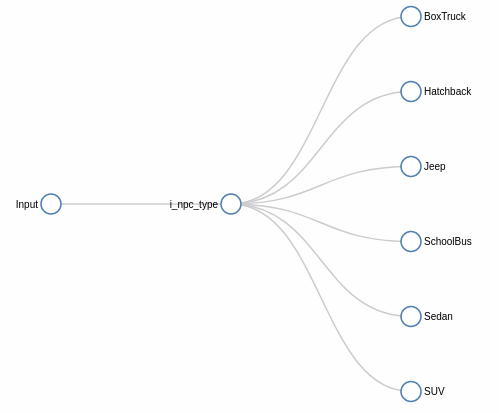 BoxTruck
Hatchback
Jeep
Input
i_npc_type
SchoolBus
Sedan
SUV